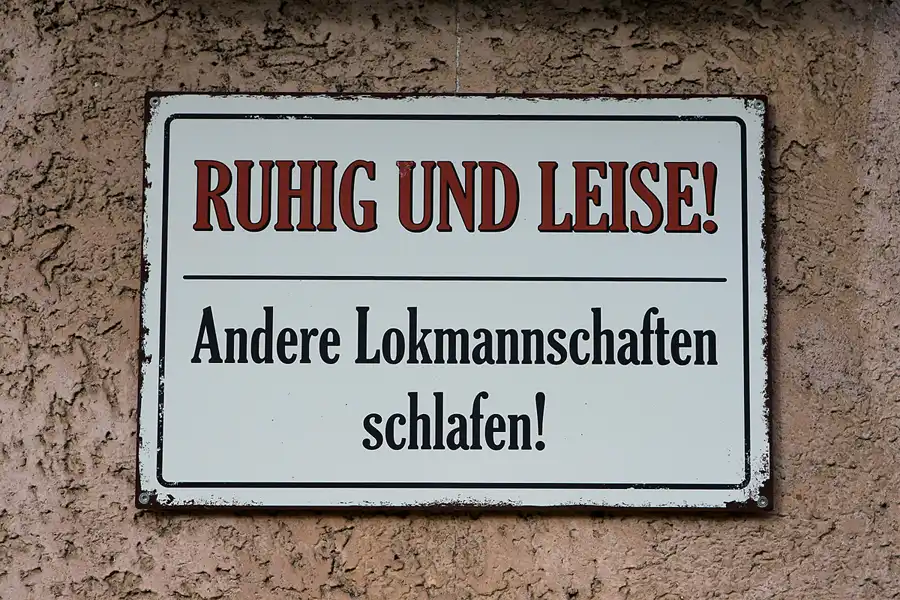 RUHIG UND LEISE!
Andere Lokmannschaften
schlafen!